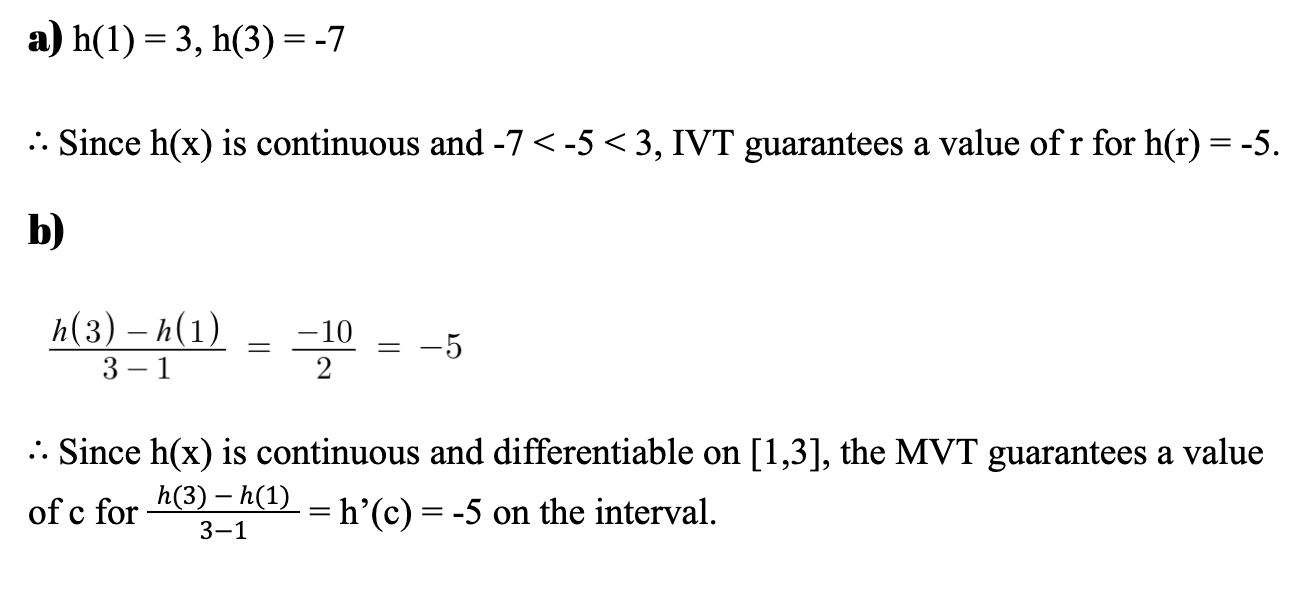 a) h(1) = 3, h(3) = -7
∴ Since h(x) is continuous and -7 < -5 < 3, IVT guarantees a value of r for h(r) = -5.
b)
\frac{h(3) − h(1)}{3 − 1} = \frac{−10}{2} = −5
∴ Since h(x) is continuous and differentiable on [1,3], the MVT guarantees a value
of c for \frac{h(3) − h(1)}{3−1} = h’(c) = -5 on the interval.